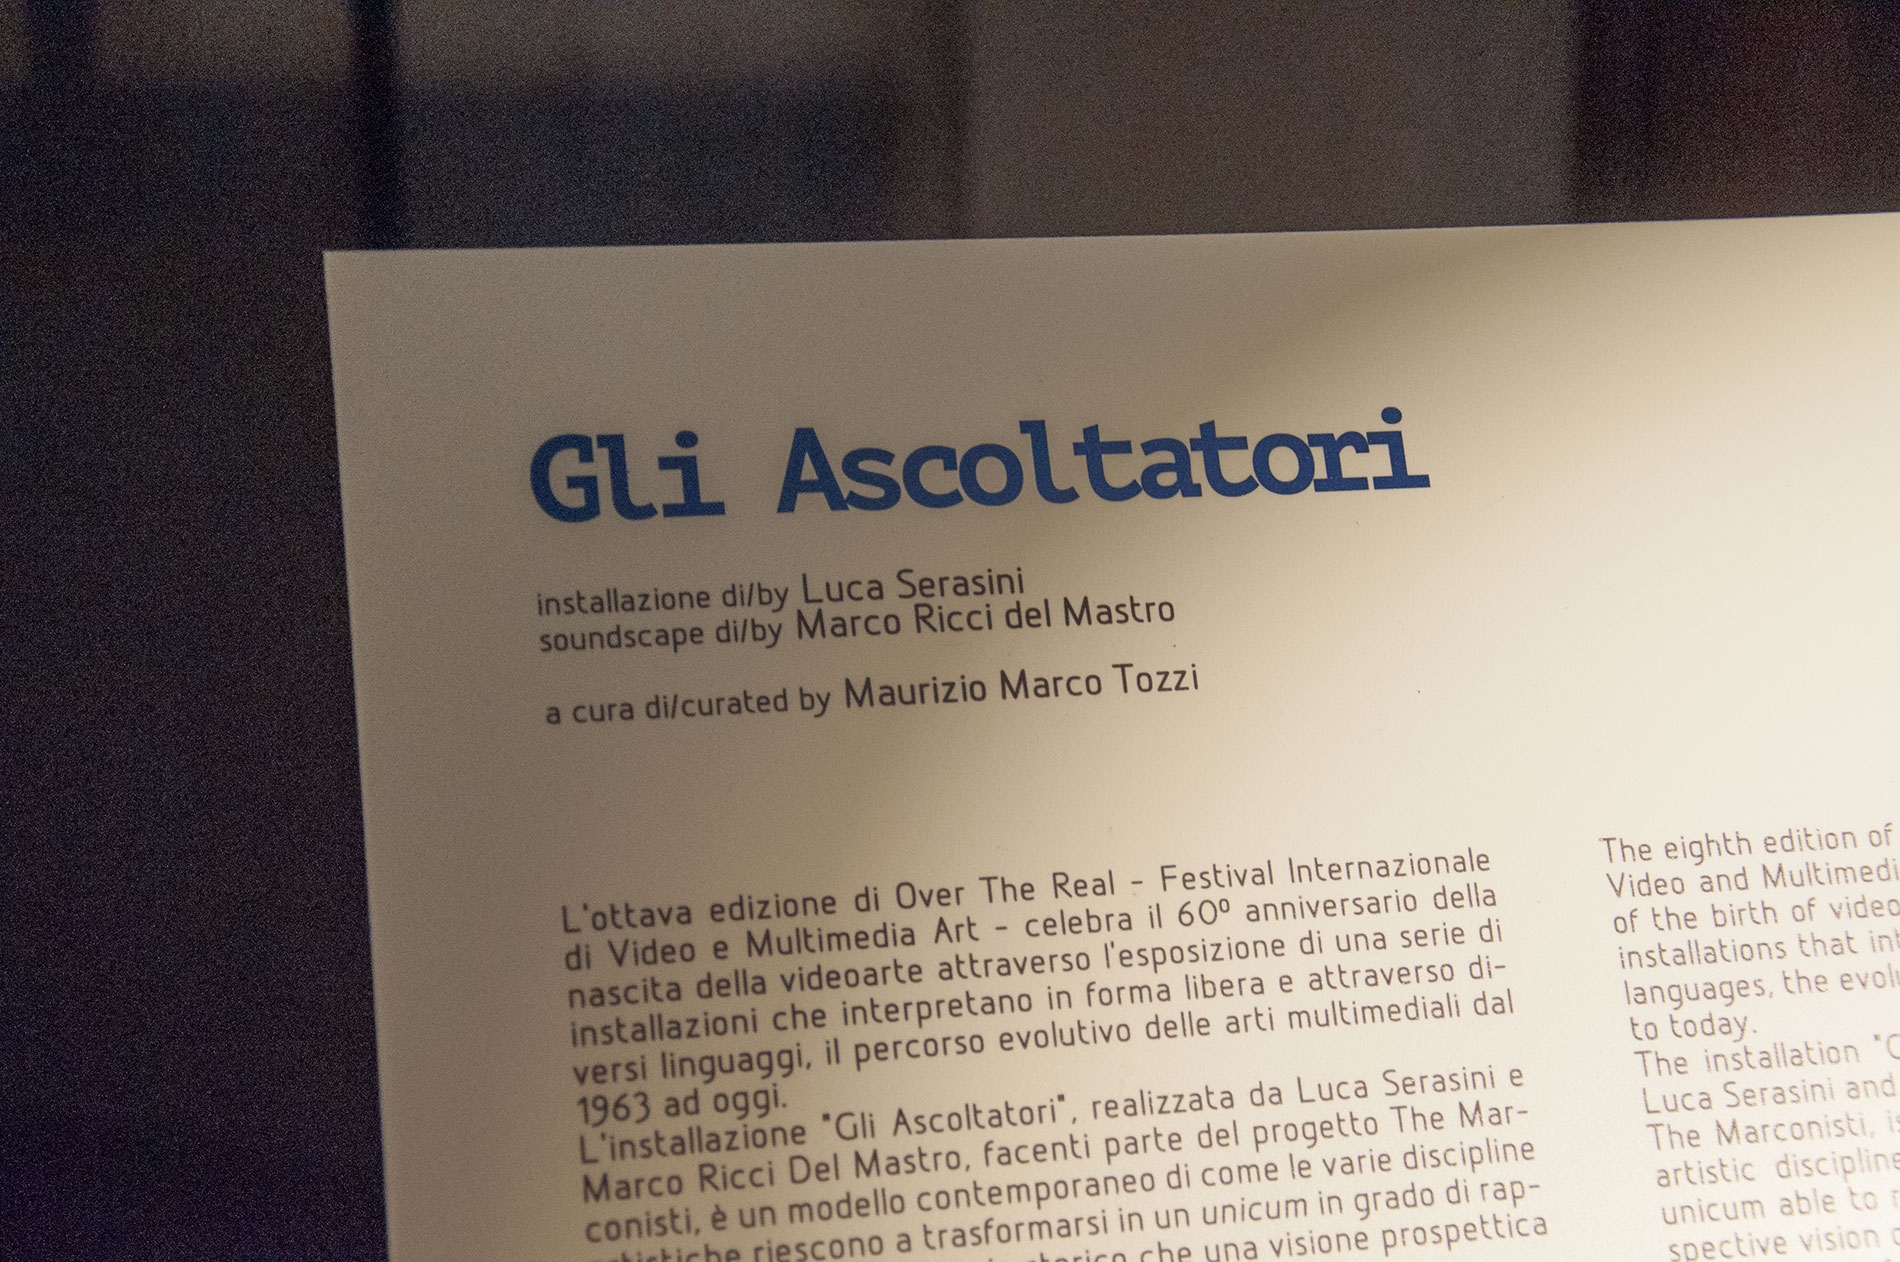 Gli Ascoltatori
installazione di/by Luca Serasini
soundscape di/by Marco Ricci del Mastro
a cura di/curated by Maurizio Marco Tozzi
L'ottava edizione di Over The Real - Festival Internazionale
di Video e Multimedia Art - celebra il 60º anniversario della
nascita della videoarte attraverso l'esposizione di una serie di
installazioni che interpretano in forma libera e attraverso di-
versi linguaggi, il percorso evolutivo delle arti multimediali dal
1963 ad oggi.
L'installazione "Gli Ascoltatori", realizzata da Luca Serasini e
Marco Ricci Del Mastro, facenti parte del progetto The Mar-
conisti, è un modello contemporaneo di come le varie discipline
riescono a trasformarsi in un unicum in grado di rap-
che una visione prospettica
The eighth edition of
Video and Multimedi
of the birth of video
installations that int
languages, the evol
to today.
The installation "G
Luca Serasini and
The Marconisti, is
artistic discipline
unicum able to
spective vision